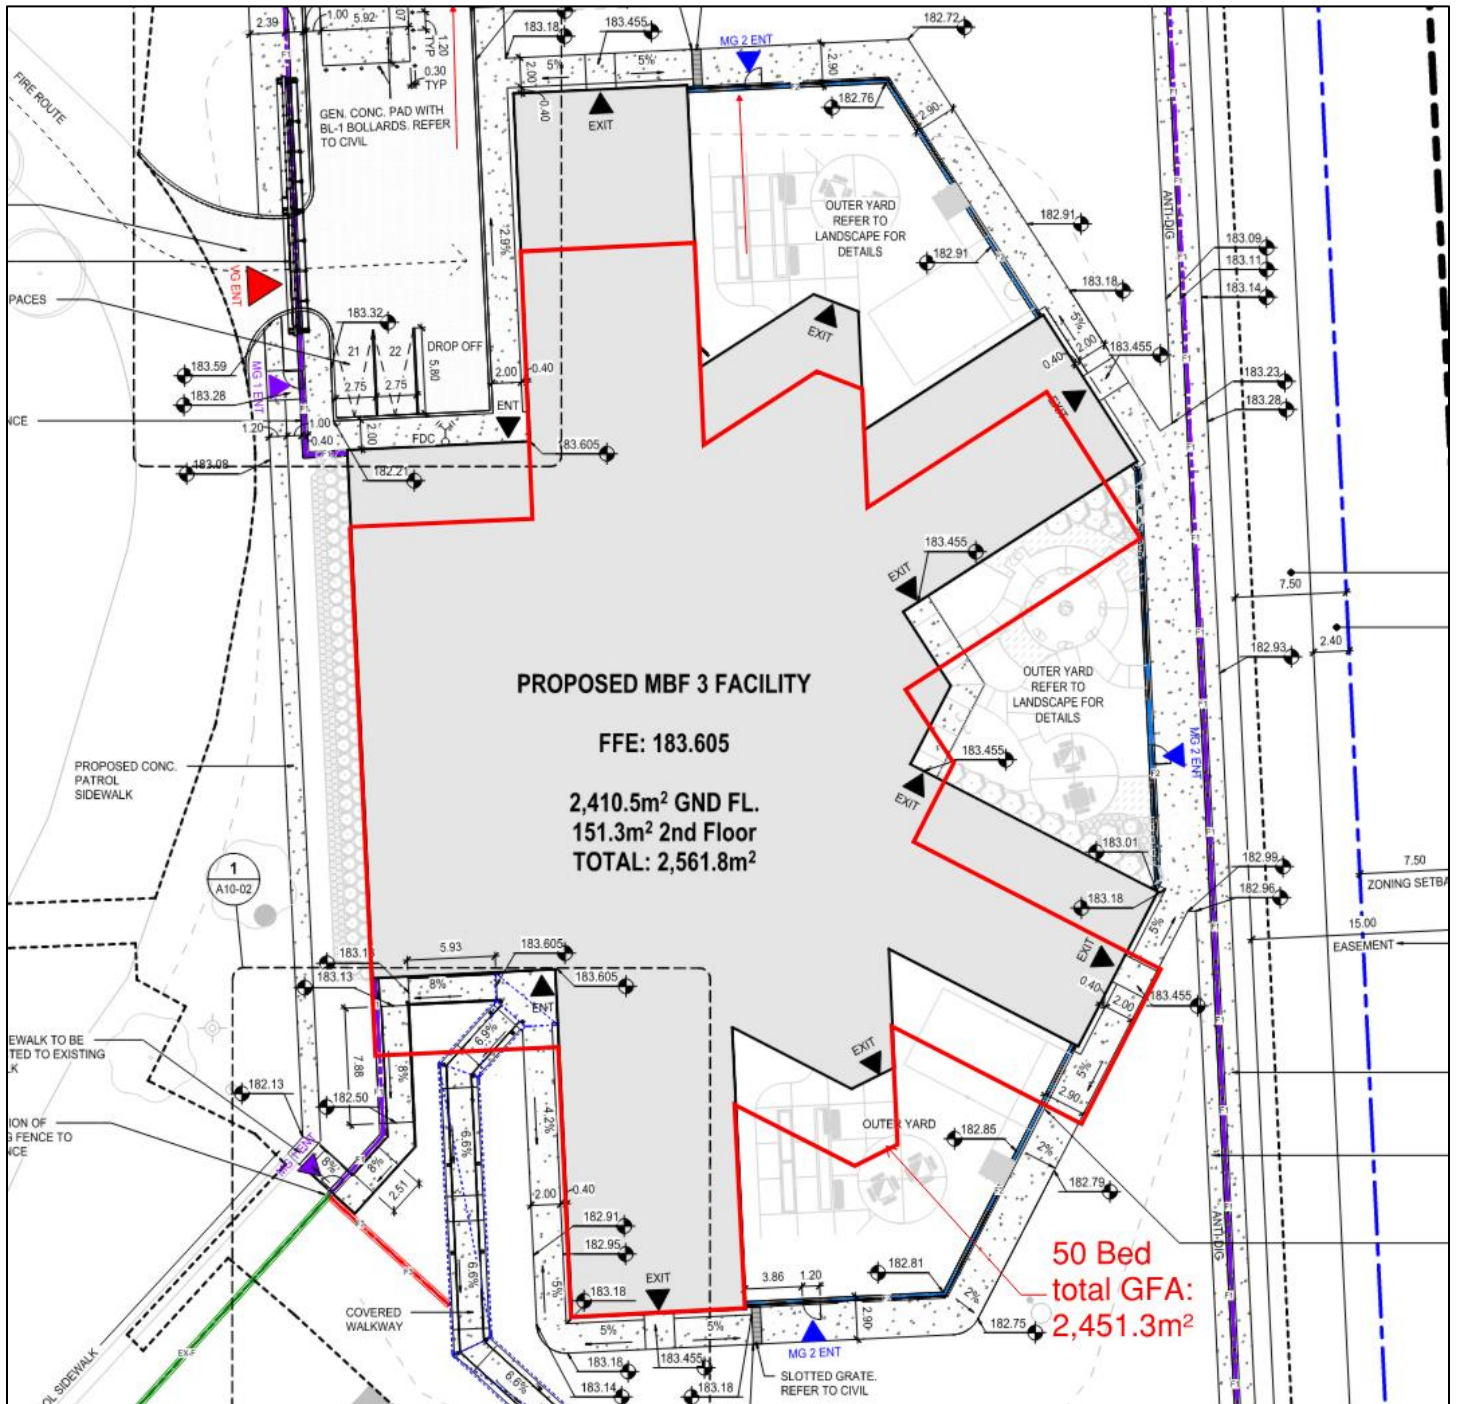 2.39
1.00
5.92
.07
TYP
1.20
0.30
TYP
183.18
183.455
MG 2 ENT
182.72
5%
5%
2.00
0.40
2.90
182.76
2.90
FIRE ROUTE
GEN. CONC. PAD WITH
BL-1 BOLLARDS. REFER
TO CIVIL
EXIT
OUTER YARD
REFER TO
LANDSCAPE FOR
DETAILS
182.91
182.91
ANTI-DIG
183.09
183.11
183.14
2.9%
VG ENT
PACES
183.32
21
22
DROP OFF
5.80
2.75
2.75
2.00
0.40
ENT
FDC
183.59
183.28
MG 1 ENT
NCE
1.20
1.00
0.40
2.00
183.08
182.21
183.605
EXIT
183.18
5%
2.00
0.40
183.455
EXIT
183.23
183.28
183.455
EXIT
7.50
2.40
182.93
OUTER YARD
REFER TO
LANDSCAPE FOR
DETAILS
MG 2 ENT
183.455
EXIT
PROPOSED MBF 3 FACILITY
FFE: 183.605
2,410.5m² GND FL.
151.3m² 2nd Floor
TOTAL: 2,561.8m²
PROPOSED CONC.
PATROL
SIDEWALK
1
A10-02
183.01
182.99
182.96
183.18
7.50
ZONING SETBA
15.00
EASEMENT
5%
EXIT
0.40
2.00
183.455
5%
2.90
5.93
183.605
183.605
183.13
8%
ENT
EWALK TO BE
TED TO EXISTING
LK
7.88
8%
6.9%
182.13
182.50
ION OF
G FENCE TO
NCE
8%
8%
2.51
6.6%
6.6%
6.6%
4.2%
2.00
0.40
182.91
182.95
183.18
5%
EXIT
EXIT
OUTER YARD
182.85
2%
182.79
182.81
3.86
1.20
2.90
2%
182.75
50 Bed
total GFA:
2,451.3m²
ANTI-DIG
COVERED
WALKWAY
EX-F
OL SIDEWALK
5%
5%
183.18
183.14
183.455
183.18
MG 2 ENT
SLOTTED GRATE.
REFER TO CIVIL